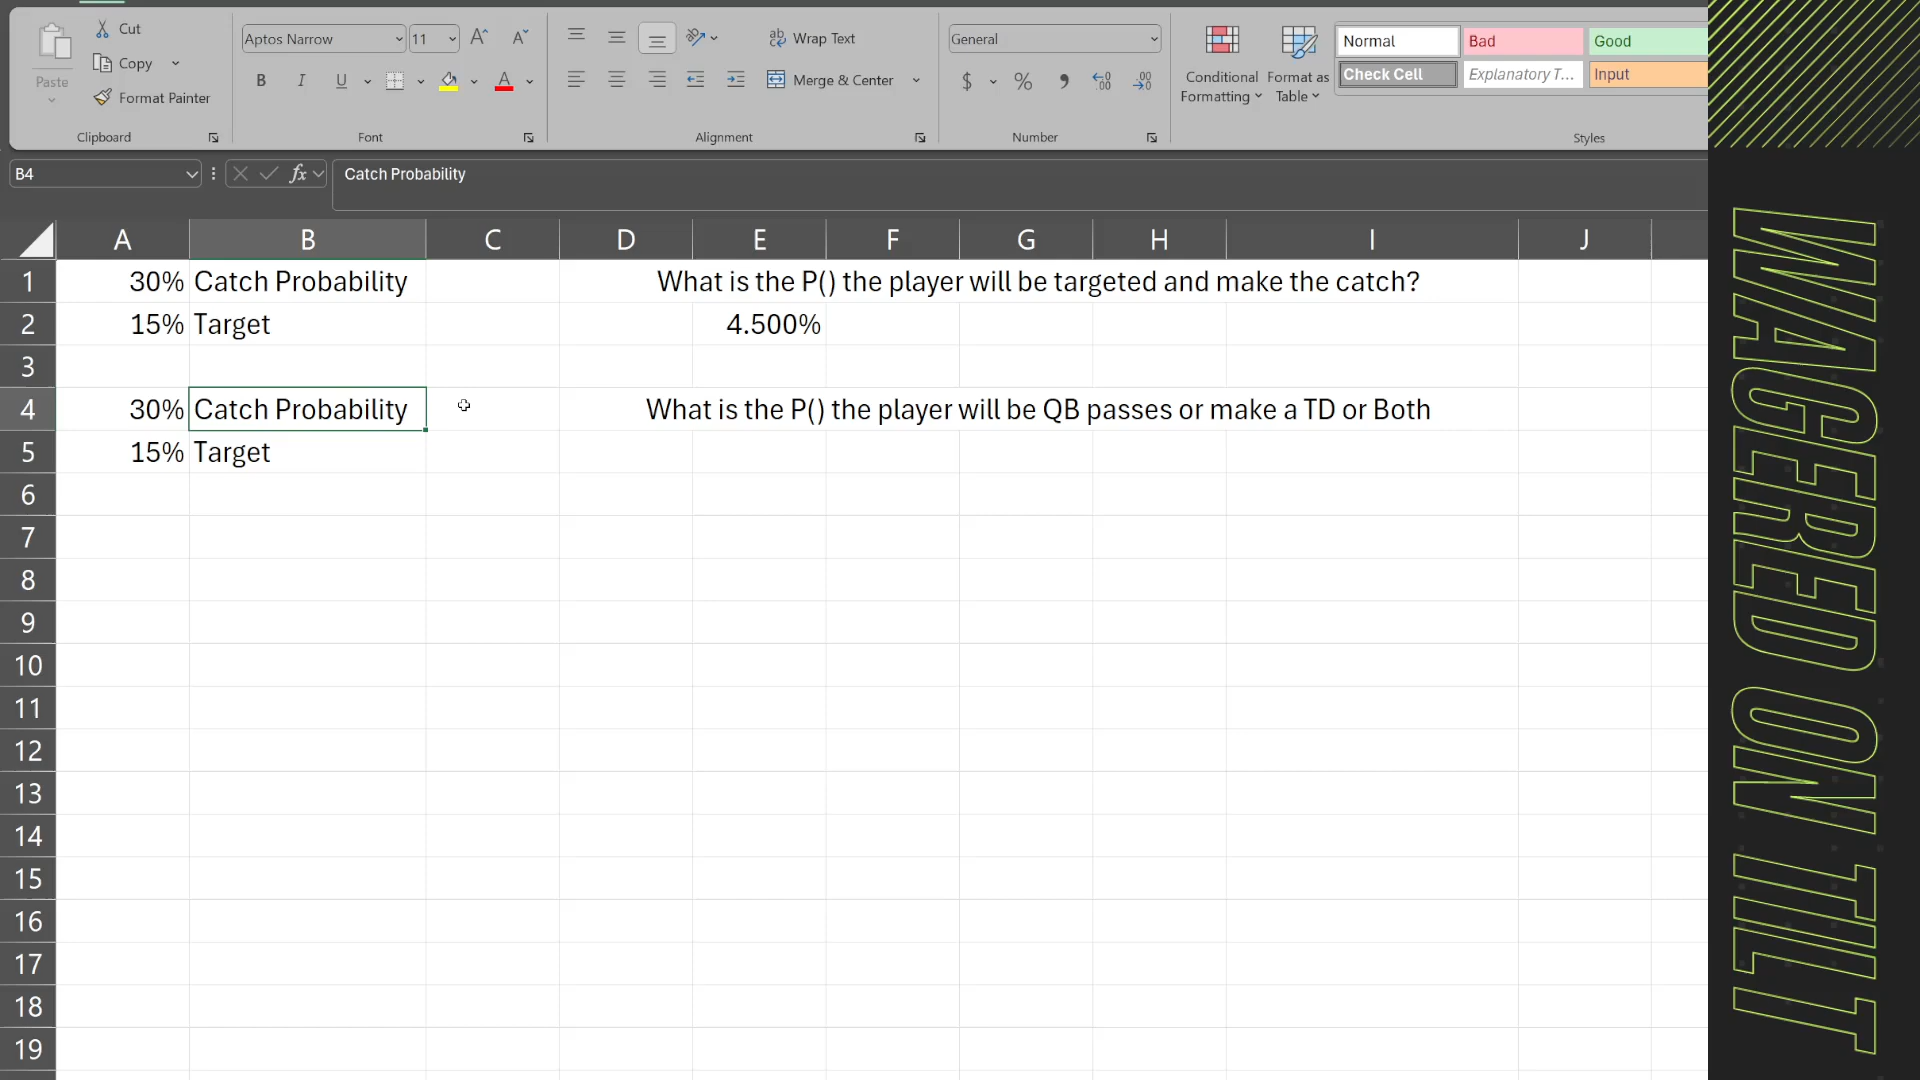 Cut
Copy
Paste
Format Painter
Clipboard
Aptos Narrow
11
B I U
Font
Wrap Text
Merge & Center
Alignment
General
$ %
Number
Conditional Formatting
Format as Table
Normal
Bad
Good
Check Cell
Explanatory T...
Input
Styles
B4
fx
Catch Probability
A B C D E F G H I J
1 30% Catch Probability What is the P() the player will be targeted and make the catch?
2 15% Target 4.500%
3
4 30% Catch Probability What is the P() the player will be QB passes or make a TD or Both
5 15% Target
6
7
8
9
10
11
12
13
14
15
16
17
18
19
WAGERED ON TILT